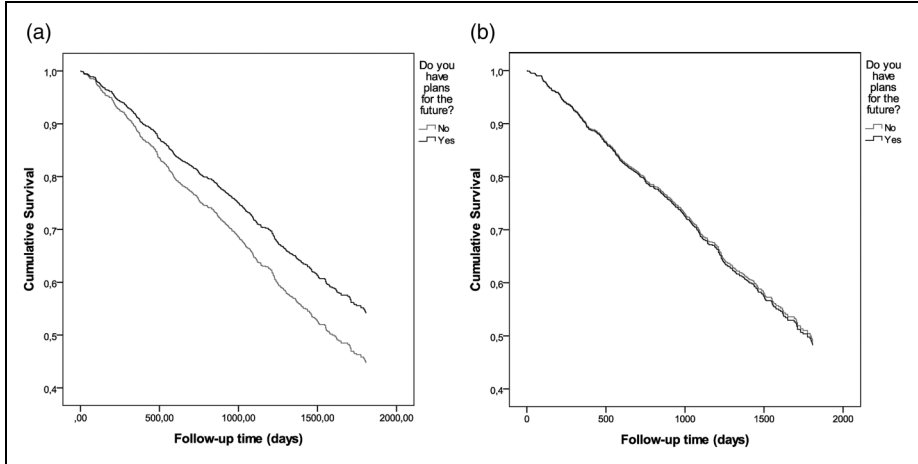 (a)
Do you
have
plans
for the
future?
No
Yes
1,0
0,9
0,8
0,7
0,6
0,5
0,4
Cumulative Survival
,00
500,00
1000,00
1500,00
2000,00
Follow-up time (days)
(b)
Do you
have
plans
for the
future?
No
Yes
1,0
0,9
0,8
0,7
0,6
0,5
0,4
Cumulative Survival
0
500
1000
1500
2000
Follow-up time (days)